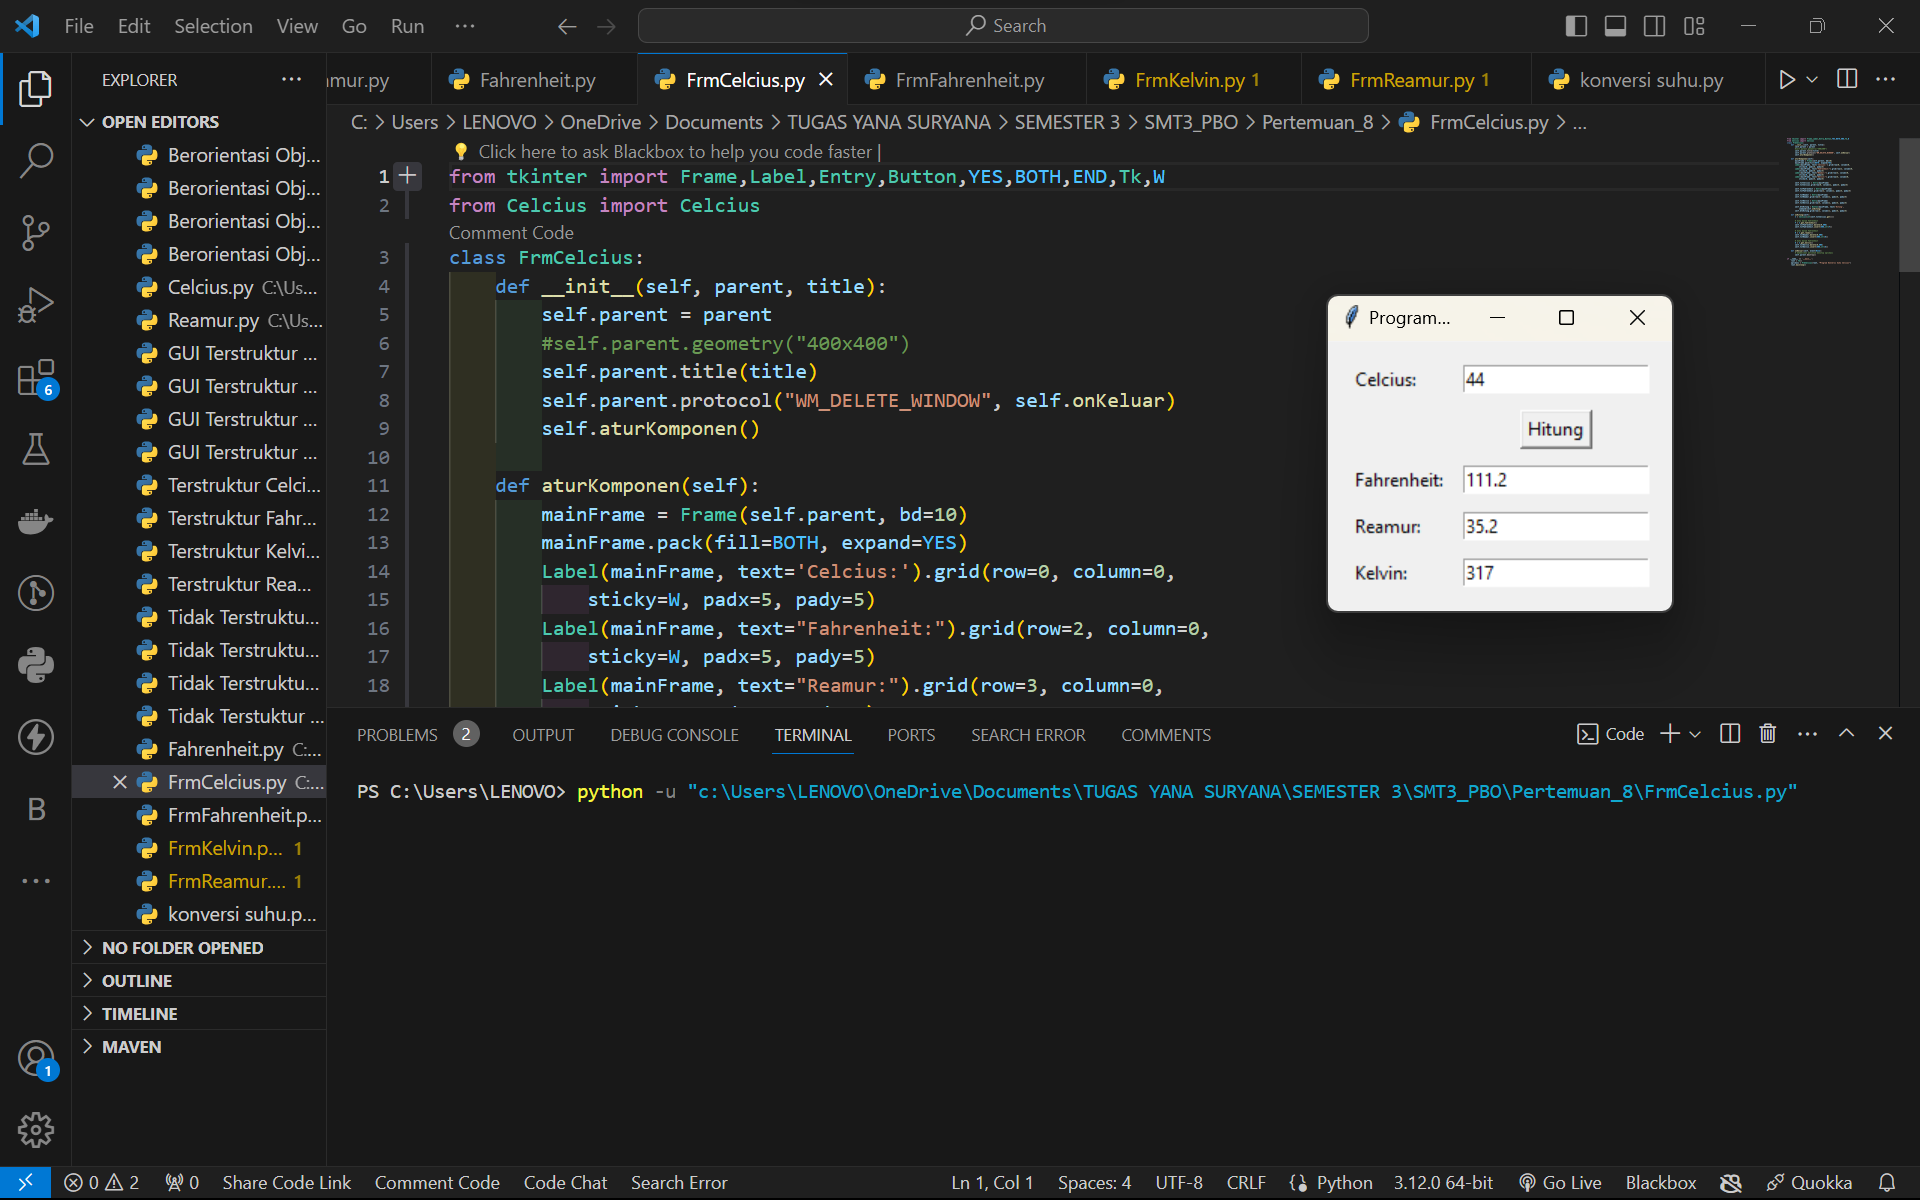 File Edit Selection View Go Run ... Search
EXPLORER ...
OPEN EDITORS
Berorientasi Obj...
Berorientasi Obj...
Berorientasi Obj...
Berorientasi Obj...
Celcius.py C:\Us...
Reamur.py C:\Us...
GUI Terstruktur ...
GUI Terstruktur ...
GUI Terstruktur ...
GUI Terstruktur ...
Terstruktur Celci...
Terstruktur Fahr...
Terstruktur Kelvi...
Terstruktur Rea...
Tidak Terstruktu...
Tidak Terstruktu...
Tidak Terstruktu...
Tidak Terstuktur ...
Fahrenheit.py C:...
FrmCelcius.py C:...
FrmFahrenheit.p...
FrmKelvin.p... 1
FrmReamur.... 1
konversi suhu.p...
NO FOLDER OPENED
OUTLINE
TIMELINE
MAVEN
6
1
B
amur.py Fahrenheit.py FrmCelcius.py FrmFahrenheit.py FrmKelvin.py 1 FrmReamur.py 1 konversi suhu.py
C: > Users > LENOVO > OneDrive > Documents > TUGAS YANA SURYANA > SEMESTER 3 > SMT3_PBO > Pertemuan_8 > FrmCelcius.py > ...
Click here to ask Blackbox to help you code faster |
1 from tkinter import Frame,Label,Entry,Button,YES,BOTH,END,Tk,W
2 from Celcius import Celcius
Comment Code
3 class FrmCelcius:
4 def __init__(self, parent, title):
5 self.parent = parent
6 #self.parent.geometry("400x400")
7 self.parent.title(title)
8 self.parent.protocol("WM_DELETE_WINDOW", self.onKeluar)
9 self.aturKomponen()
10
11 def aturKomponen(self):
12 mainFrame = Frame(self.parent, bd=10)
13 mainFrame.pack(fill=BOTH, expand=YES)
14 Label(mainFrame, text='Celcius:').grid(row=0, column=0,
15 sticky=W, padx=5, pady=5)
16 Label(mainFrame, text="Fahrenheit:").grid(row=2, column=0,
17 sticky=W, padx=5, pady=5)
18 Label(mainFrame, text="Reamur:").grid(row=3, column=0,
Program...
Celcius: 44
Hitung
Fahrenheit: 111.2
Reamur: 35.2
Kelvin: 317
PROBLEMS 2 OUTPUT DEBUG CONSOLE TERMINAL PORTS SEARCH ERROR COMMENTS Code
PS C:\Users\LENOVO> python -u "c:\Users\LENOVO\OneDrive\Documents\TUGAS YANA SURYANA\SEMESTER 3\SMT3_PBO\Pertemuan_8\FrmCelcius.py"
0 2 0 Share Code Link Comment Code Code Chat Search Error Ln 1, Col 1 Spaces: 4 UTF-8 CRLF Python 3.12.0 64-bit Go Live Blackbox Quokka